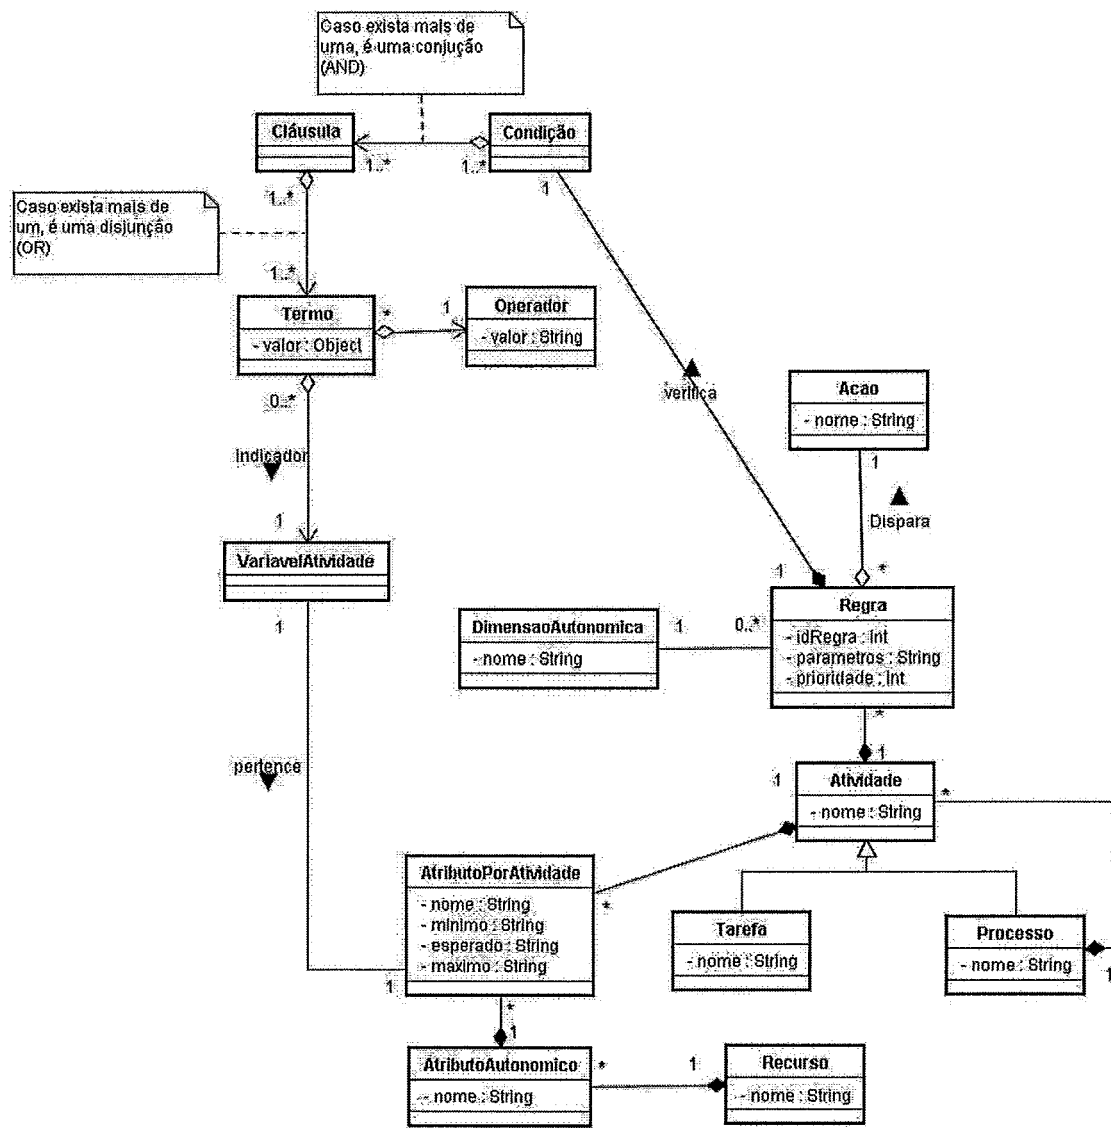 Caso exista mais de
uma, é uma conjução
(AND)
Cláusula
Condição
1..*
1..*
1..*
1
Caso exista mais de
um, é uma disjunção
(OR)
1..*
Termo
- valor : Object
*
1
Operador
- valor : String
verifica
Acao
- nome : String
0..*
1
Indicador
Dispara
1
VariavelAtividade
1
*
1
DimensaoAutonomica
- nome : String
1
0..*
Regra
- idRegra : Int
- parametros : String
- prioridade : Int
*
1
pertence
1
Atividade
- nome : String
*
AtributoPorAtividade
- nome : String
- minimo : String
- esperado : String
- maximo : String
*
Tarefa
- nome : String
Processo
- nome : String
1
1
*
1
AtributoAutonomico
- nome : String
*
1
Recurso
- nome : String